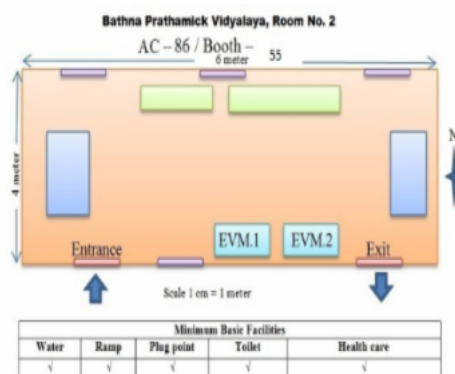 Bathna Prathamick Vidyalaya, Room No. 2
AC – 86 / Booth – 55
6 meter
4 meter
N
EVM.1 EVM.2
Entrance Exit
Scale 1 cm = 1 meter
Minimum Basic Facilities
Water Ramp Plug point Toilet Health care
√ √ √ √ √